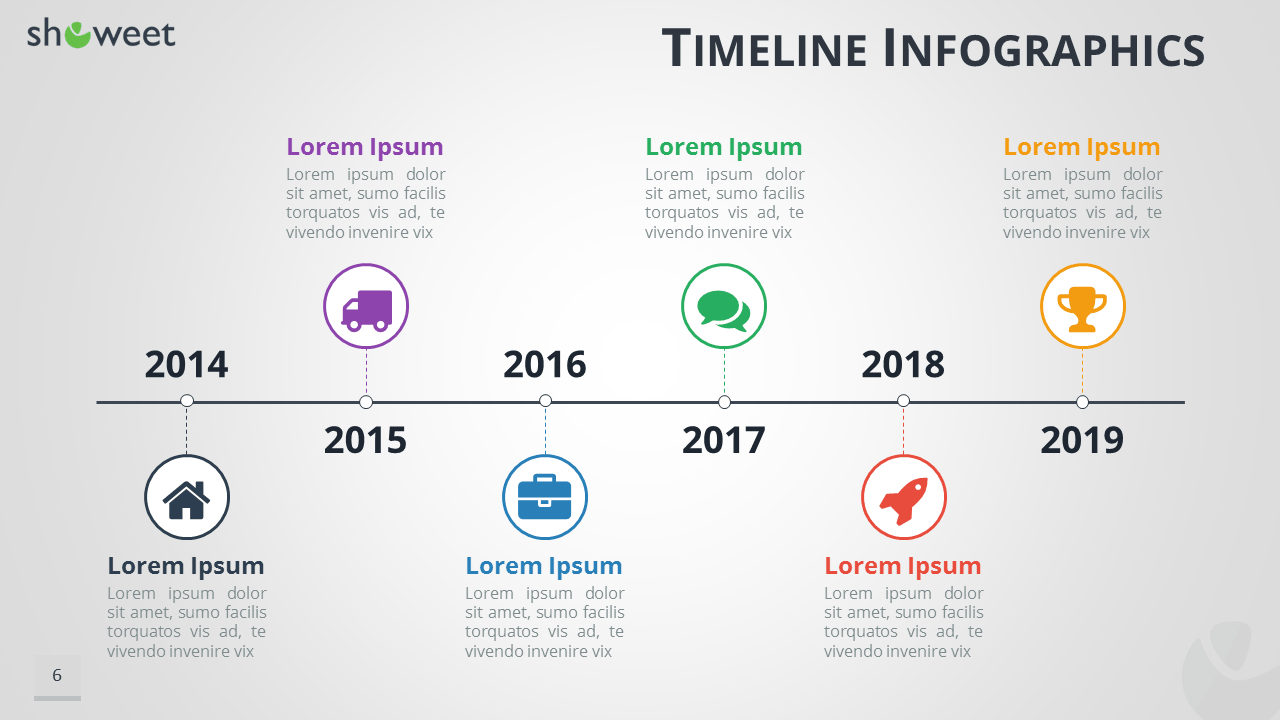 showeet
TIMELINE INFOGRAPHICS
Lorem Ipsum
Lorem ipsum dolor
sit amet, sumo facilis
torquatos vis ad, te
vivendo invenire vix
Lorem Ipsum
Lorem ipsum dolor
sit amet, sumo facilis
torquatos vis ad, te
vivendo invenire vix
Lorem Ipsum
Lorem ipsum dolor
sit amet, sumo facilis
torquatos vis ad, te
vivendo invenire vix
2014
2016
2018
2015
2017
2019
Lorem Ipsum
Lorem ipsum dolor
sit amet, sumo facilis
torquatos vis ad, te
vivendo invenire vix
Lorem Ipsum
Lorem ipsum dolor
sit amet, sumo facilis
torquatos vis ad, te
vivendo invenire vix
Lorem Ipsum
Lorem ipsum dolor
sit amet, sumo facilis
torquatos vis ad, te
vivendo invenire vix
6